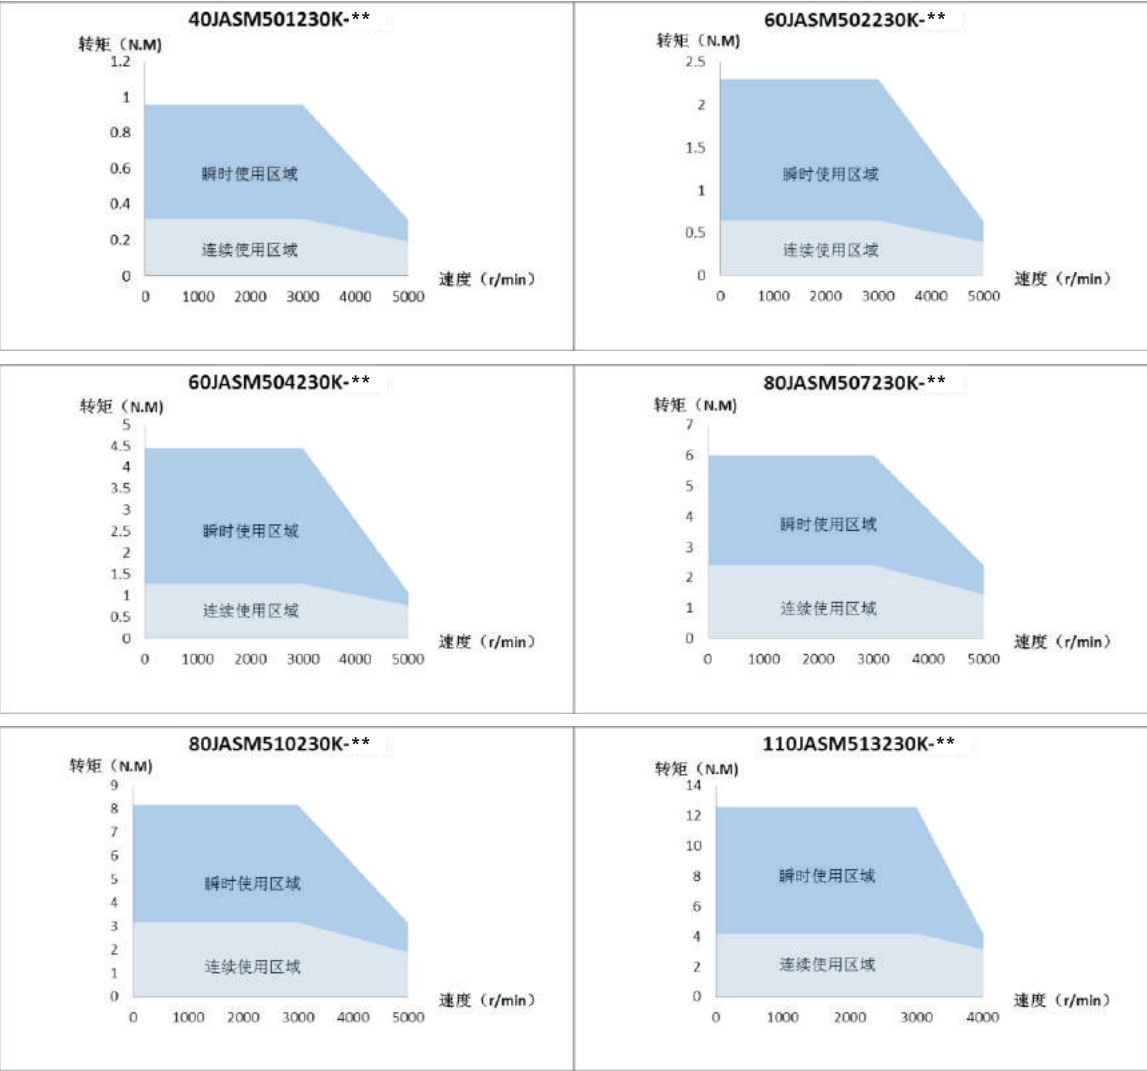 40JASM501230K-**
转矩（N.M)
1.2
1
0.8
0.6
0.4
0.2
0
瞬时使用区域
连续使用区域
0 1000 2000 3000 4000 5000
速度（r/min）
60JASM502230K-**
转矩（N.M)
2.5
2
1.5
1
0.5
0
瞬时使用区域
连续使用区域
0 1000 2000 3000 4000 5000
速度（r/min）
60JASM504230K-**
转矩（N.M)
5
4.5
4
3.5
3
2.5
2
1.5
1
0.5
0
瞬时使用区域
连续使用区域
0 1000 2000 3000 4000 5000
速度（r/min）
80JASM507230K-**
转矩（N.M)
7
6
5
4
3
2
1
0
瞬时使用区域
连续使用区域
0 1000 2000 3000 4000 5000
速度（r/min）
80JASM510230K-**
转矩（N.M)
9
8
7
6
5
4
3
2
1
0
瞬时使用区域
连续使用区域
0 1000 2000 3000 4000 5000
速度（r/min）
110JASM513230K-**
转矩（N.M)
14
12
10
8
6
4
2
0
瞬时使用区域
连续使用区域
0 1000 2000 3000 4000
速度（r/min）